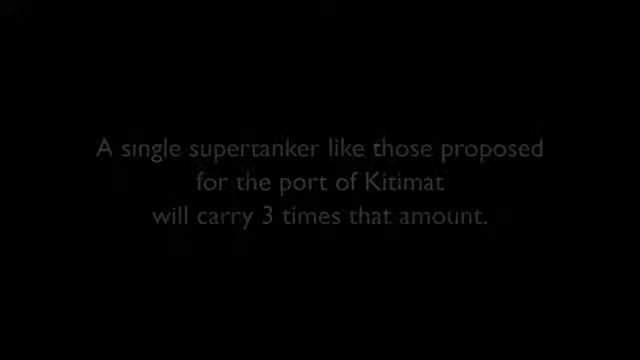 A single supertanker like those proposed
for the port of Kitimat
will carry 3 times that amount.